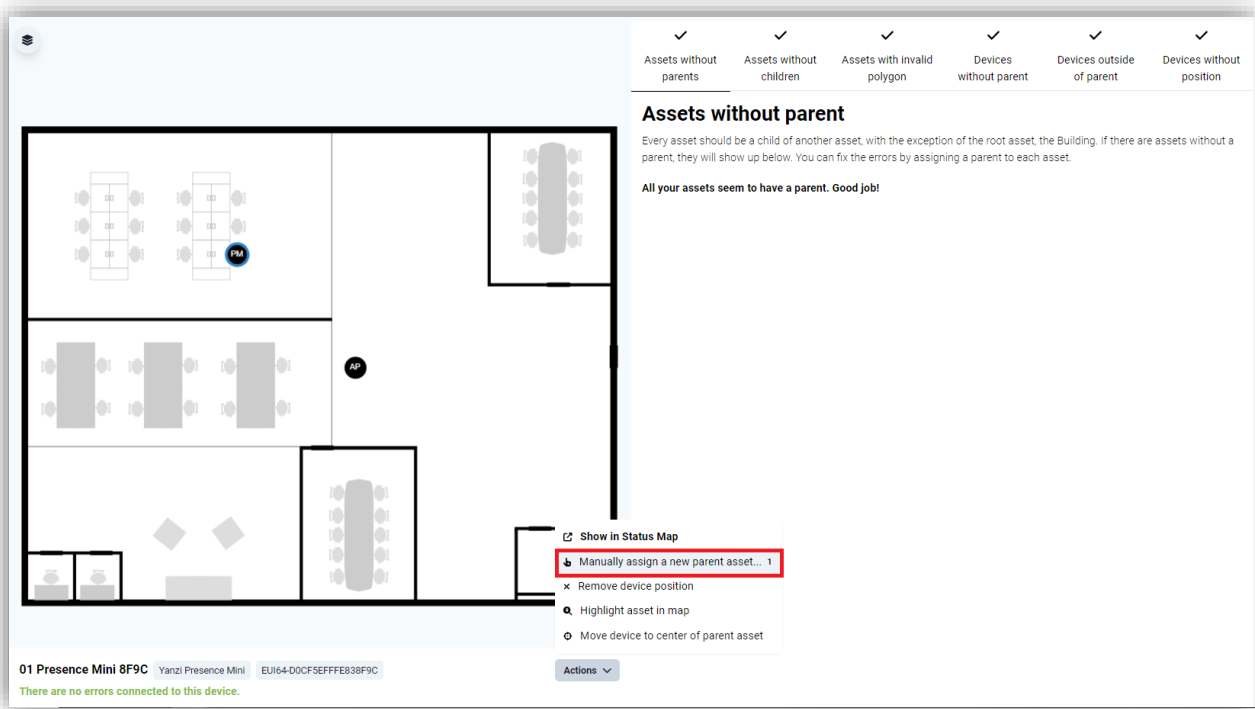 Assets without
parents
Assets without
children
Assets with invalid
polygon
Devices
without parent
Devices outside
of parent
Devices without
position
Assets without parent
Every asset should be a child of another asset, with the exception of the root asset, the Building. If there are assets without a
parent, they will show up below. You can fix the errors by assigning a parent to each asset.
All your assets seem to have a parent. Good job!
PM
AP
Show in Status Map
Manually assign a new parent asset... 1
Remove device position
Highlight asset in map
Move device to center of parent asset
01 Presence Mini 8F9C Yanzi Presence Mini EUI64-D0CF5EFFFE838F9C
Actions
There are no errors connected to this device.